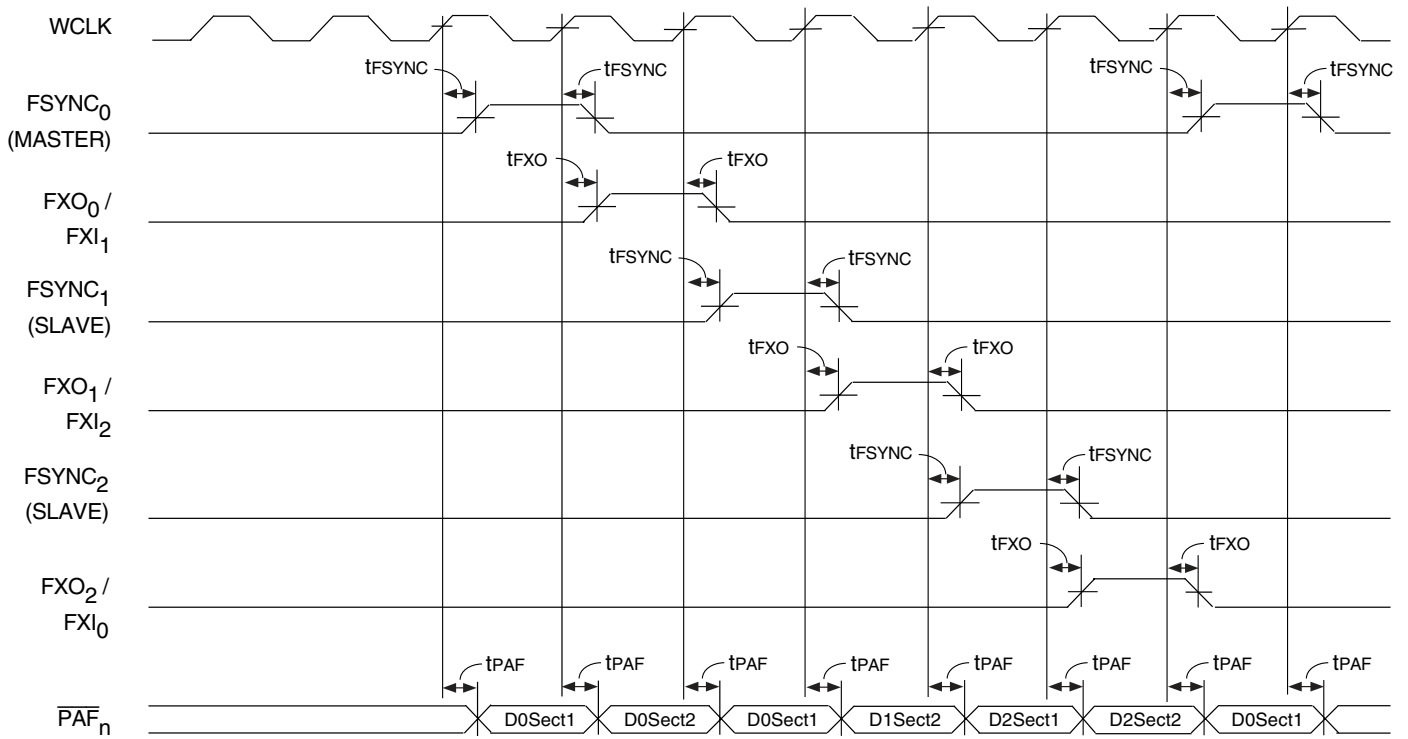 WCLK
tFSYNC tFSYNC tFSYNC tFSYNC
FSYNC0
(MASTER)
tFXO tFXO
FXO0 /
FXI1
tFSYNC tFSYNC
FSYNC1
(SLAVE)
tFXO tFXO
FXO1 /
FXI2
tFSYNC tFSYNC
FSYNC2
(SLAVE)
tFXO tFXO
FXO2 /
FXI0
tPAF tPAF tPAF tPAF tPAF tPAF tPAF tPAF
PAFn D0Sect1 D0Sect2 D0Sect1 D1Sect2 D2Sect1 D2Sect2 D0Sect1